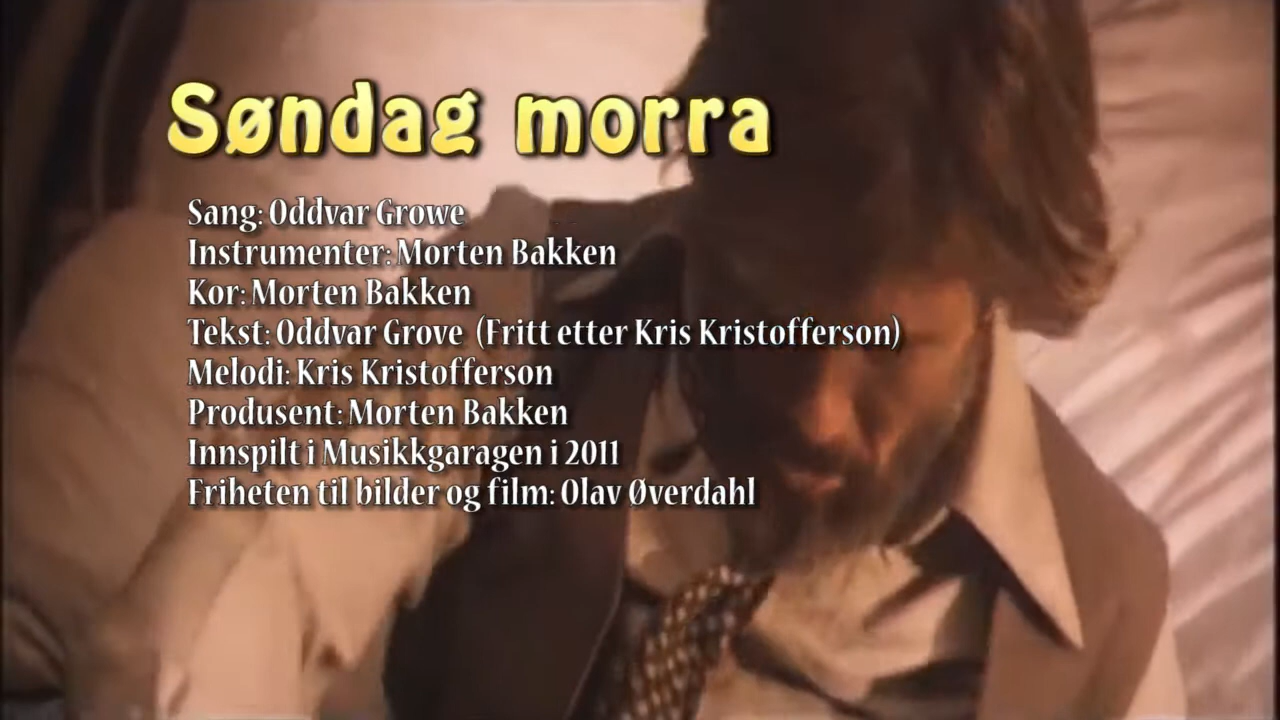 Søndag morra
Sang: Oddvar Growe
Instrumenter: Morten Bakken
Kor: Morten Bakken
Tekst: Oddvar Grove (Fritt etter Kris Kristofferson)
Melodi: Kris Kristofferson
Produsent: Morten Bakken
Innspilt i Musikkgaragen i 2011
Friheten til bilder og film: Olav Øverdahl